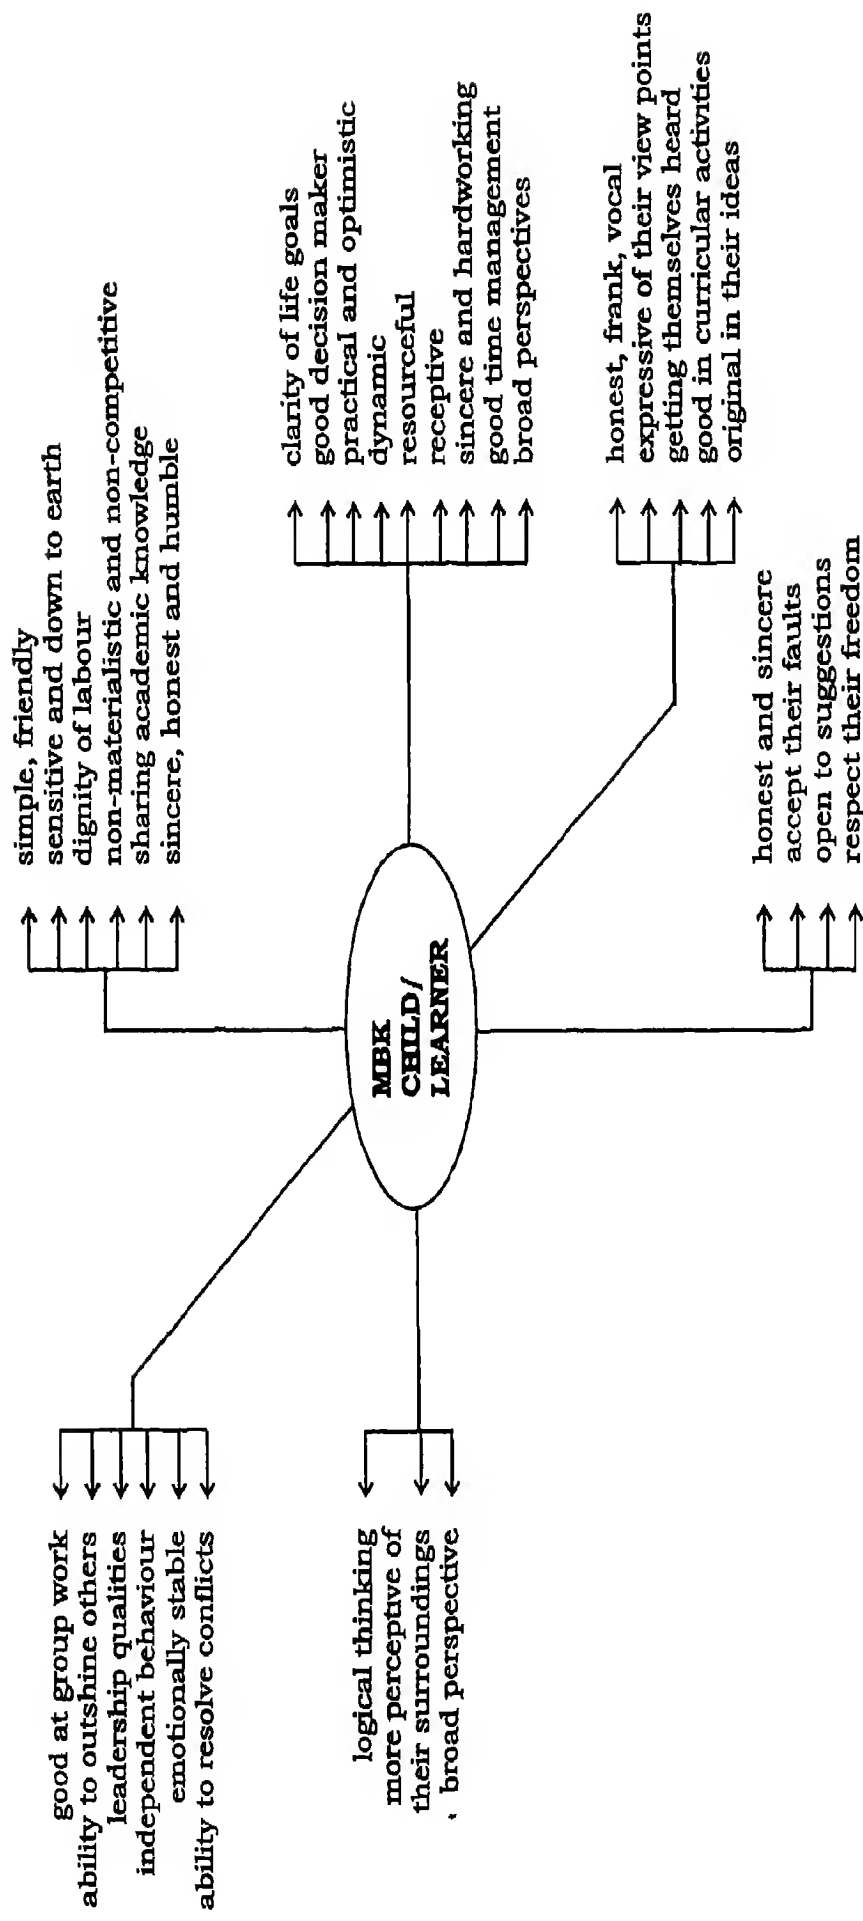 good at group work
ability to outshine others
leadership qualities
independent behaviour
emotionally stable
ability to resolve conflicts
simple, friendly
sensitive and down to earth
dignity of labour
non-materialistic and non-competitive
sharing academic knowledge
sincere, honest and humble
logical thinking
more perceptive of
their surroundings
broad perspective
MBK
CHILD/
LEARNER
clarity of life goals
good decision maker
practical and optimistic
dynamic
resourceful
receptive
sincere and hardworking
good time management
broad perspectives
honest, frank, vocal
expressive of their view points
getting themselves heard
good in curricular activities
original in their ideas
honest and sincere
accept their faults
open to suggestions
respect their freedom